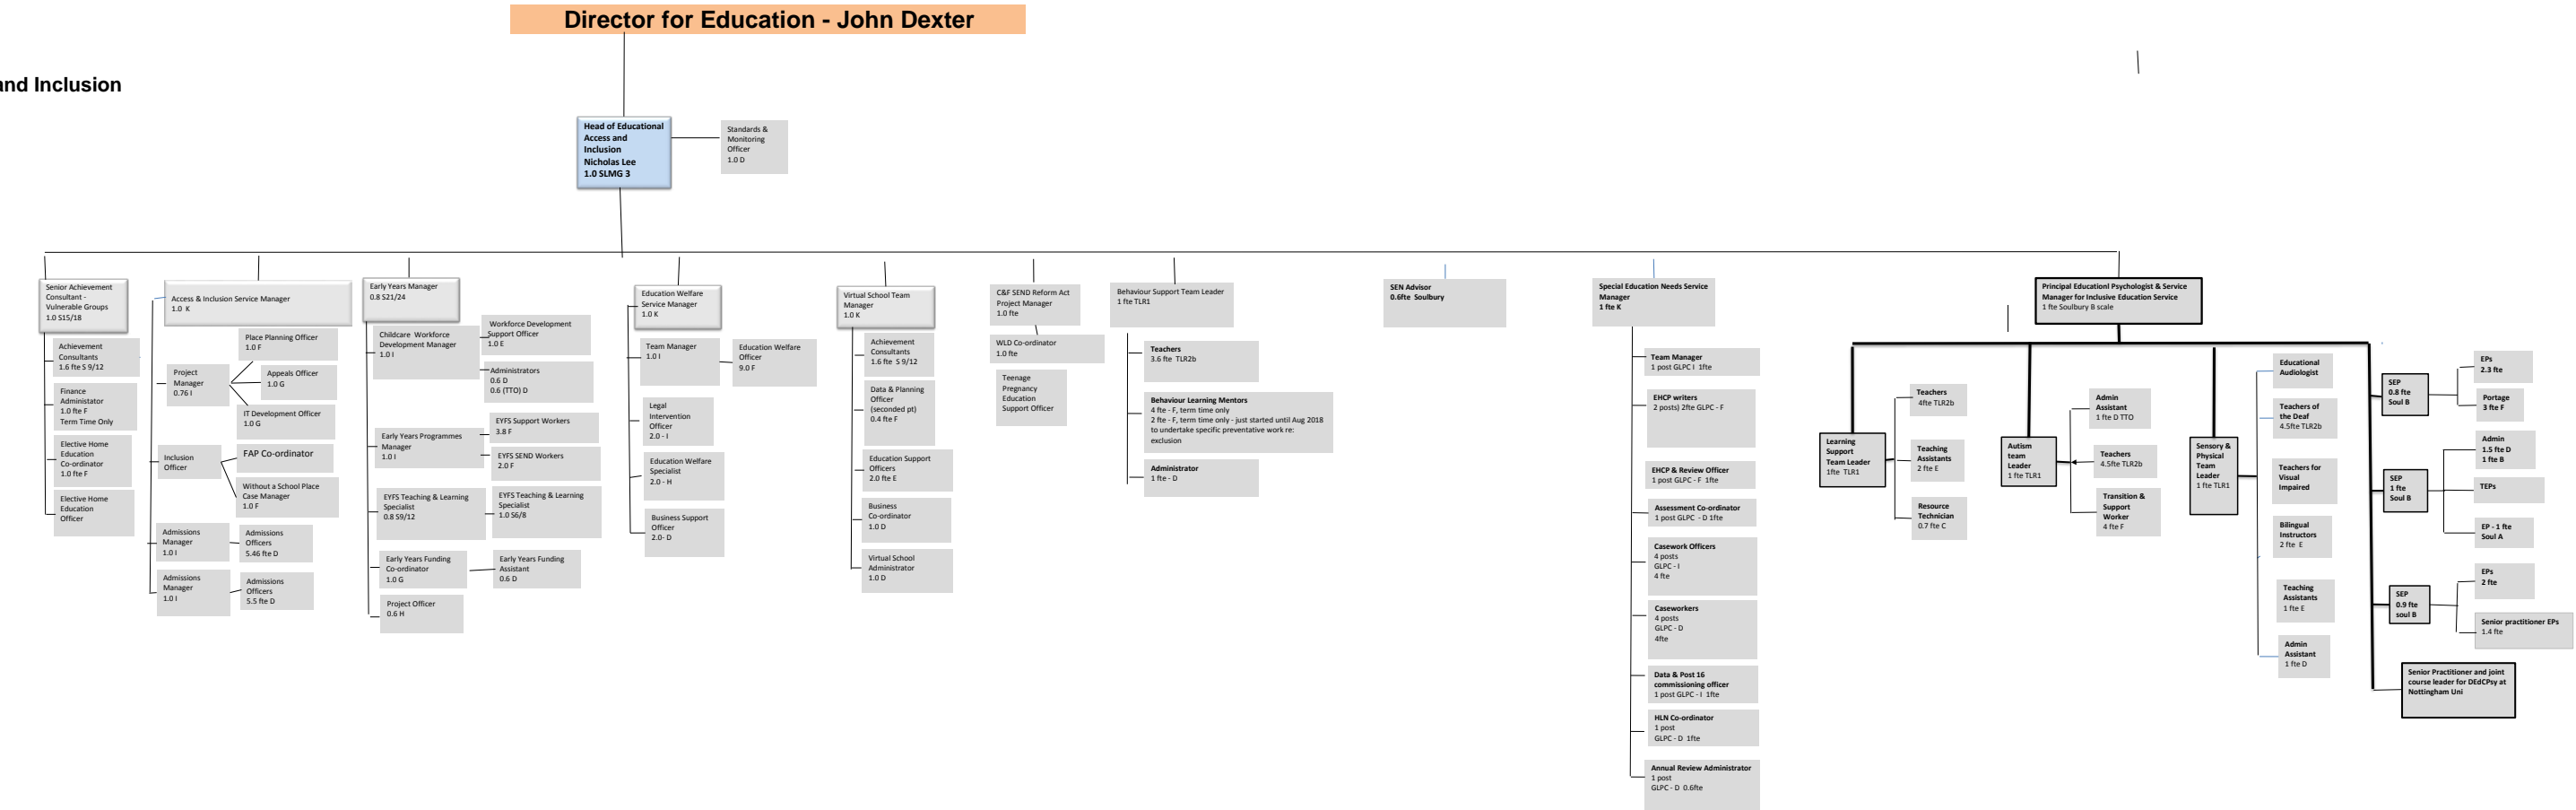 Director for Education - John Dexter
and Inclusion
Head of Educational
Access and
Inclusion
Nicholas Lee
1.0 SLMG 3
Standards &
Monitoring
Officer
1.0 D
Senior Achievement
Consultant -
Vulnerable Groups
1.0 S15/18
Achievement
Consultants
1.6 fte S 9/12
Finance
Administator
1.0 fte F
Term Time Only
Elective Home
Education
Co-ordinator
1.0 fte F
Elective Home
Education
Officer
Access & Inclusion Service Manager
1.0 K
Project
Manager
0.76 I
Place Planning Officer
1.0 F
Appeals Officer
1.0 G
IT Development Officer
1.0 G
Inclusion
Officer
FAP Co-ordinator
Without a School Place
Case Manager
1.0 F
Admissions
Manager
1.0 I
Admissions
Officers
5.46 fte D
Admissions
Manager
1.0 I
Admissions
Officers
5.5 fte D
Early Years Manager
0.8 S21/24
Childcare Workforce
Development Manager
1.0 I
Workforce Development
Support Officer
1.0 E
Administrators
0.6 D
0.6 (TTO) D
Early Years Programmes
Manager
1.0 I
EYFS Support Workers
3.8 F
EYFS SEND Workers
2.0 F
EYFS Teaching & Learning
Specialist
0.8 S9/12
EYFS Teaching & Learning
Specialist
1.0 S6/8
Early Years Funding
Co-ordinator
1.0 G
Early Years Funding
Assistant
0.6 D
Project Officer
0.6 H
Education Welfare
Service Manager
1.0 K
Team Manager
1.0 I
Education Welfare
Officer
9.0 F
Legal
Intervention
Officer
2.0 - I
Education Welfare
Specialist
2.0 - H
Business Support
Officer
2.0- D
Virtual School Team
Manager
1.0 K
Achievement
Consultants
1.6 fte S 9/12
Data & Planning
Officer
(seconded pt)
0.4 fte F
Education Support
Officers
2.0 fte E
Business
Co-ordinator
1.0 D
Virtual School
Administrator
1.0 D
C&F SEND Reform Act
Project Manager
1.0 fte
WLD Co-ordinator
1.0 fte
Teenage
Pregnancy
Education
Support Officer
Behaviour Support Team Leader
1 fte TLR1
Teachers
3.6 fte TLR2b
Behaviour Learning Mentors
4 fte - F, term time only
2 fte - F, term time only - just started until Aug 2018
to undertake specific preventative work re:
exclusion
Administrator
1 fte - D
SEN Advisor
0.6fte Soulbury
Special Education Needs Service
Manager
1 fte K
Team Manager
1 post GLPC I 1fte
EHCP writers
2 posts) 2fte GLPC - F
EHCP & Review Officer
1 post GLPC - F 1fte
Assessment Co-ordinator
1 post GLPC - D 1fte
Casework Officers
4 posts
GLPC - I
4 fte
Caseworkers
4 posts
GLPC - D
4fte
Data & Post 16
commissioning officer
1 post GLPC - I 1fte
HLN Co-ordinator
1 post
GLPC - D 1fte
Annual Review Administrator
1 post
GLPC - D 0.6fte
Principal Educationl Psychologist & Service
Manager for Inclusive Education Service
1 fte Soulbury B scale
Learning
Support
Team Leader
1fte TLR1
Teachers
4fte TLR2b
Teaching
Assistants
2 fte E
Resource
Technician
0.7 fte C
Autism
team
Leader
1 fte TLR1
Admin
Assistant
1 fte D TTO
Teachers
4.5fte TLR2b
Transition &
Support
Worker
4 fte F
Sensory &
Physical
Team
Leader
1 fte TLR1
Educational
Audiologist
Teachers of
the Deaf
4.5fte TLR2b
Teachers for
Visual
Impaired
Bilingual
Instructors
2 fte E
Teaching
Assistants
1 fte E
Admin
Assistant
1 fte D
SEP
0.8 fte
Soul B
EPs
2.3 fte
Portage
3 fte F
SEP
1 fte
Soul B
Admin
1.5 fte D
1 fte B
TEPs
EP - 1 fte
Soul A
SEP
0.9 fte
soul B
EPs
2 fte
Senior practitioner EPs
1.4 fte
Senior Practitioner and joint
course leader for DEdCPsy at
Nottingham Uni